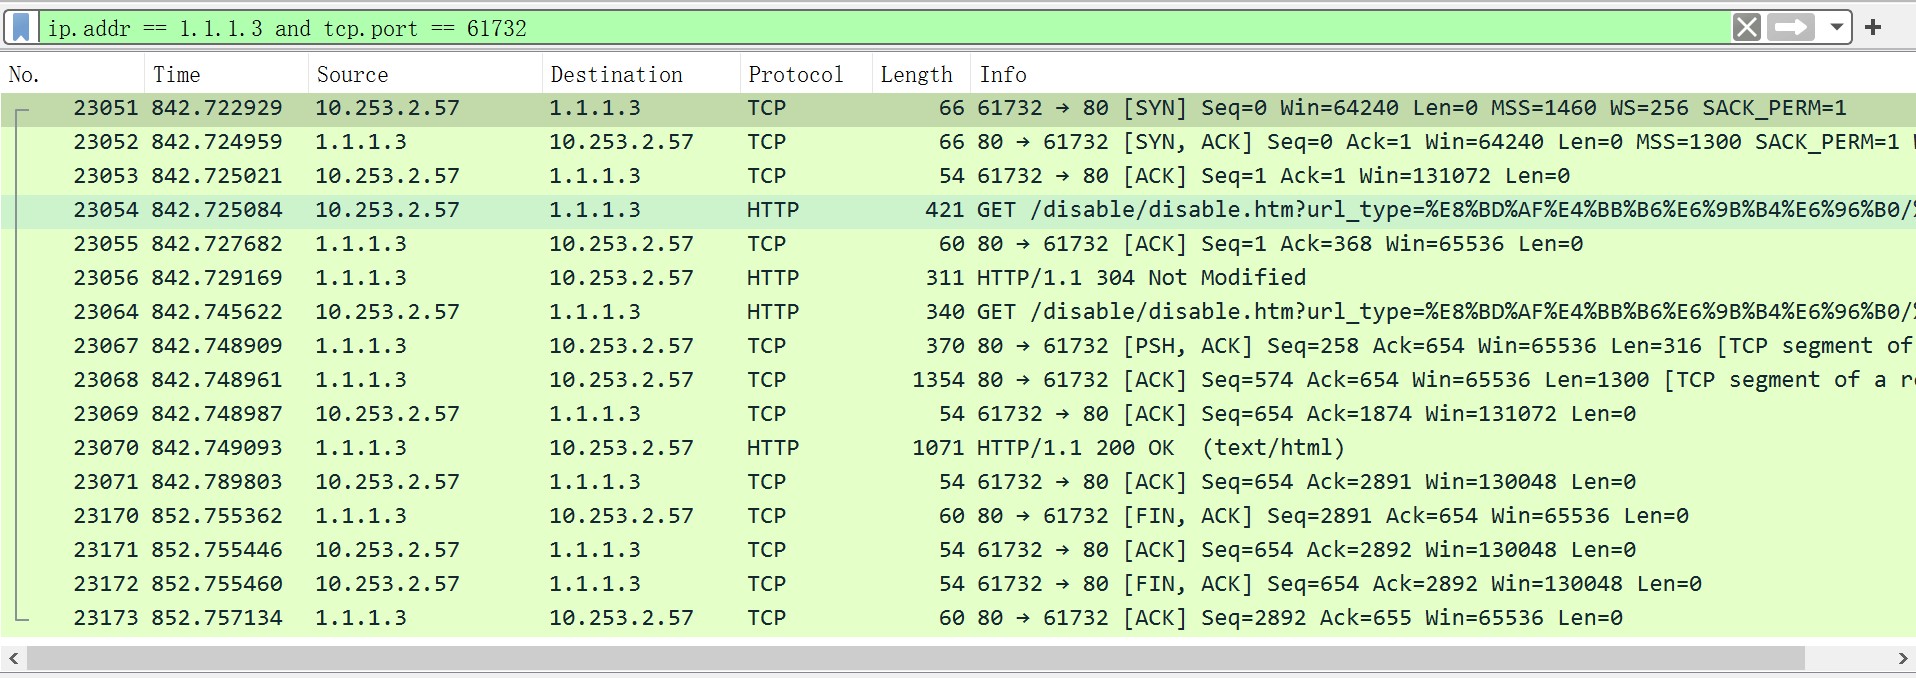 ip.addr == 1.1.1.3 and tcp.port == 61732
No. Time Source Destination Protocol Length Info
23051 842.722929 10.253.2.57 1.1.1.3 TCP 66 61732 → 80 [SYN] Seq=0 Win=64240 Len=0 MSS=1460 WS=256 SACK_PERM=1
23052 842.724959 1.1.1.3 10.253.2.57 TCP 66 80 → 61732 [SYN, ACK] Seq=0 Ack=1 Win=64240 Len=0 MSS=1300 SACK_PERM=1
23053 842.725021 10.253.2.57 1.1.1.3 TCP 54 61732 → 80 [ACK] Seq=1 Ack=1 Win=131072 Len=0
23054 842.725084 10.253.2.57 1.1.1.3 HTTP 421 GET /disable/disable.htm?url_type=%E8%BD%AF%E4%BB%B6%E6%9B%B4%E6%96%B0/%
23055 842.727682 1.1.1.3 10.253.2.57 TCP 60 80 → 61732 [ACK] Seq=1 Ack=368 Win=65536 Len=0
23056 842.729169 1.1.1.3 10.253.2.57 HTTP 311 HTTP/1.1 304 Not Modified
23064 842.745622 10.253.2.57 1.1.1.3 HTTP 340 GET /disable/disable.htm?url_type=%E8%BD%AF%E4%BB%B6%E6%9B%B4%E6%96%B0/%
23067 842.748909 1.1.1.3 10.253.2.57 TCP 370 80 → 61732 [PSH, ACK] Seq=258 Ack=654 Win=65536 Len=316 [TCP segment of
23068 842.748961 1.1.1.3 10.253.2.57 TCP 1354 80 → 61732 [ACK] Seq=574 Ack=654 Win=65536 Len=1300 [TCP segment of a
23069 842.748987 10.253.2.57 1.1.1.3 TCP 54 61732 → 80 [ACK] Seq=654 Ack=1874 Win=131072 Len=0
23070 842.749093 1.1.1.3 10.253.2.57 HTTP 1071 HTTP/1.1 200 OK (text/html)
23071 842.789803 10.253.2.57 1.1.1.3 TCP 54 61732 → 80 [ACK] Seq=654 Ack=2891 Win=130048 Len=0
23170 852.755362 1.1.1.3 10.253.2.57 TCP 60 80 → 61732 [FIN, ACK] Seq=2891 Ack=654 Win=65536 Len=0
23171 852.755446 10.253.2.57 1.1.1.3 TCP 54 61732 → 80 [ACK] Seq=654 Ack=2892 Win=130048 Len=0
23172 852.755460 10.253.2.57 1.1.1.3 TCP 54 61732 → 80 [FIN, ACK] Seq=654 Ack=2892 Win=130048 Len=0
23173 852.757134 1.1.1.3 10.253.2.57 TCP 60 80 → 61732 [ACK] Seq=2892 Ack=655 Win=65536 Len=0